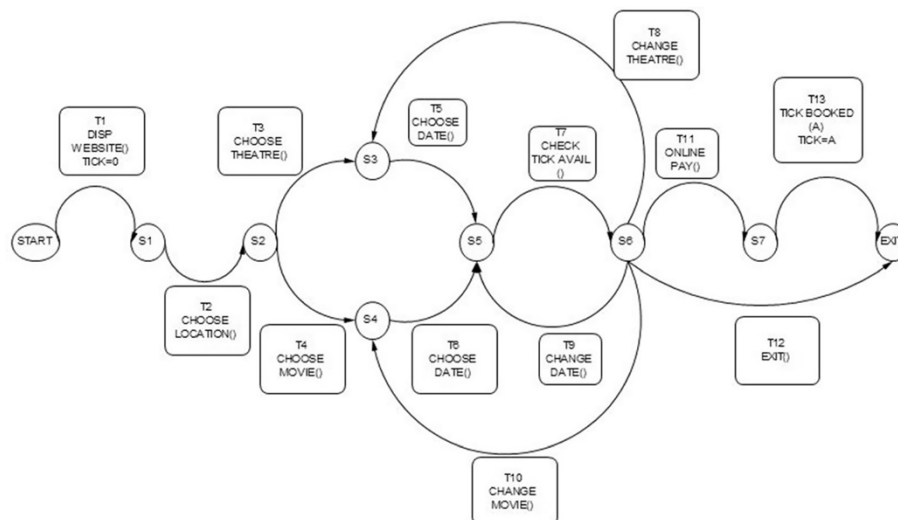 T8
CHANGE
THEATRE()
T13
TICK BOOKED
(A)
TICK=A
T1
DISP
WEBSITE()
TICK=0
T3
CHOOSE
THEATRE()
T5
CHOOSE
DATE()
T7
CHECK
TICK AVAIL
()
T11
ONLINE
PAY()
S3
START
S1
S2
S5
S6
S7
EXIT
T2
CHOOSE
LOCATION()
S4
T4
CHOOSE
MOVIE()
T6
CHOOSE
DATE()
T9
CHANGE
DATE()
T12
EXIT()
T10
CHANGE
MOVIE()